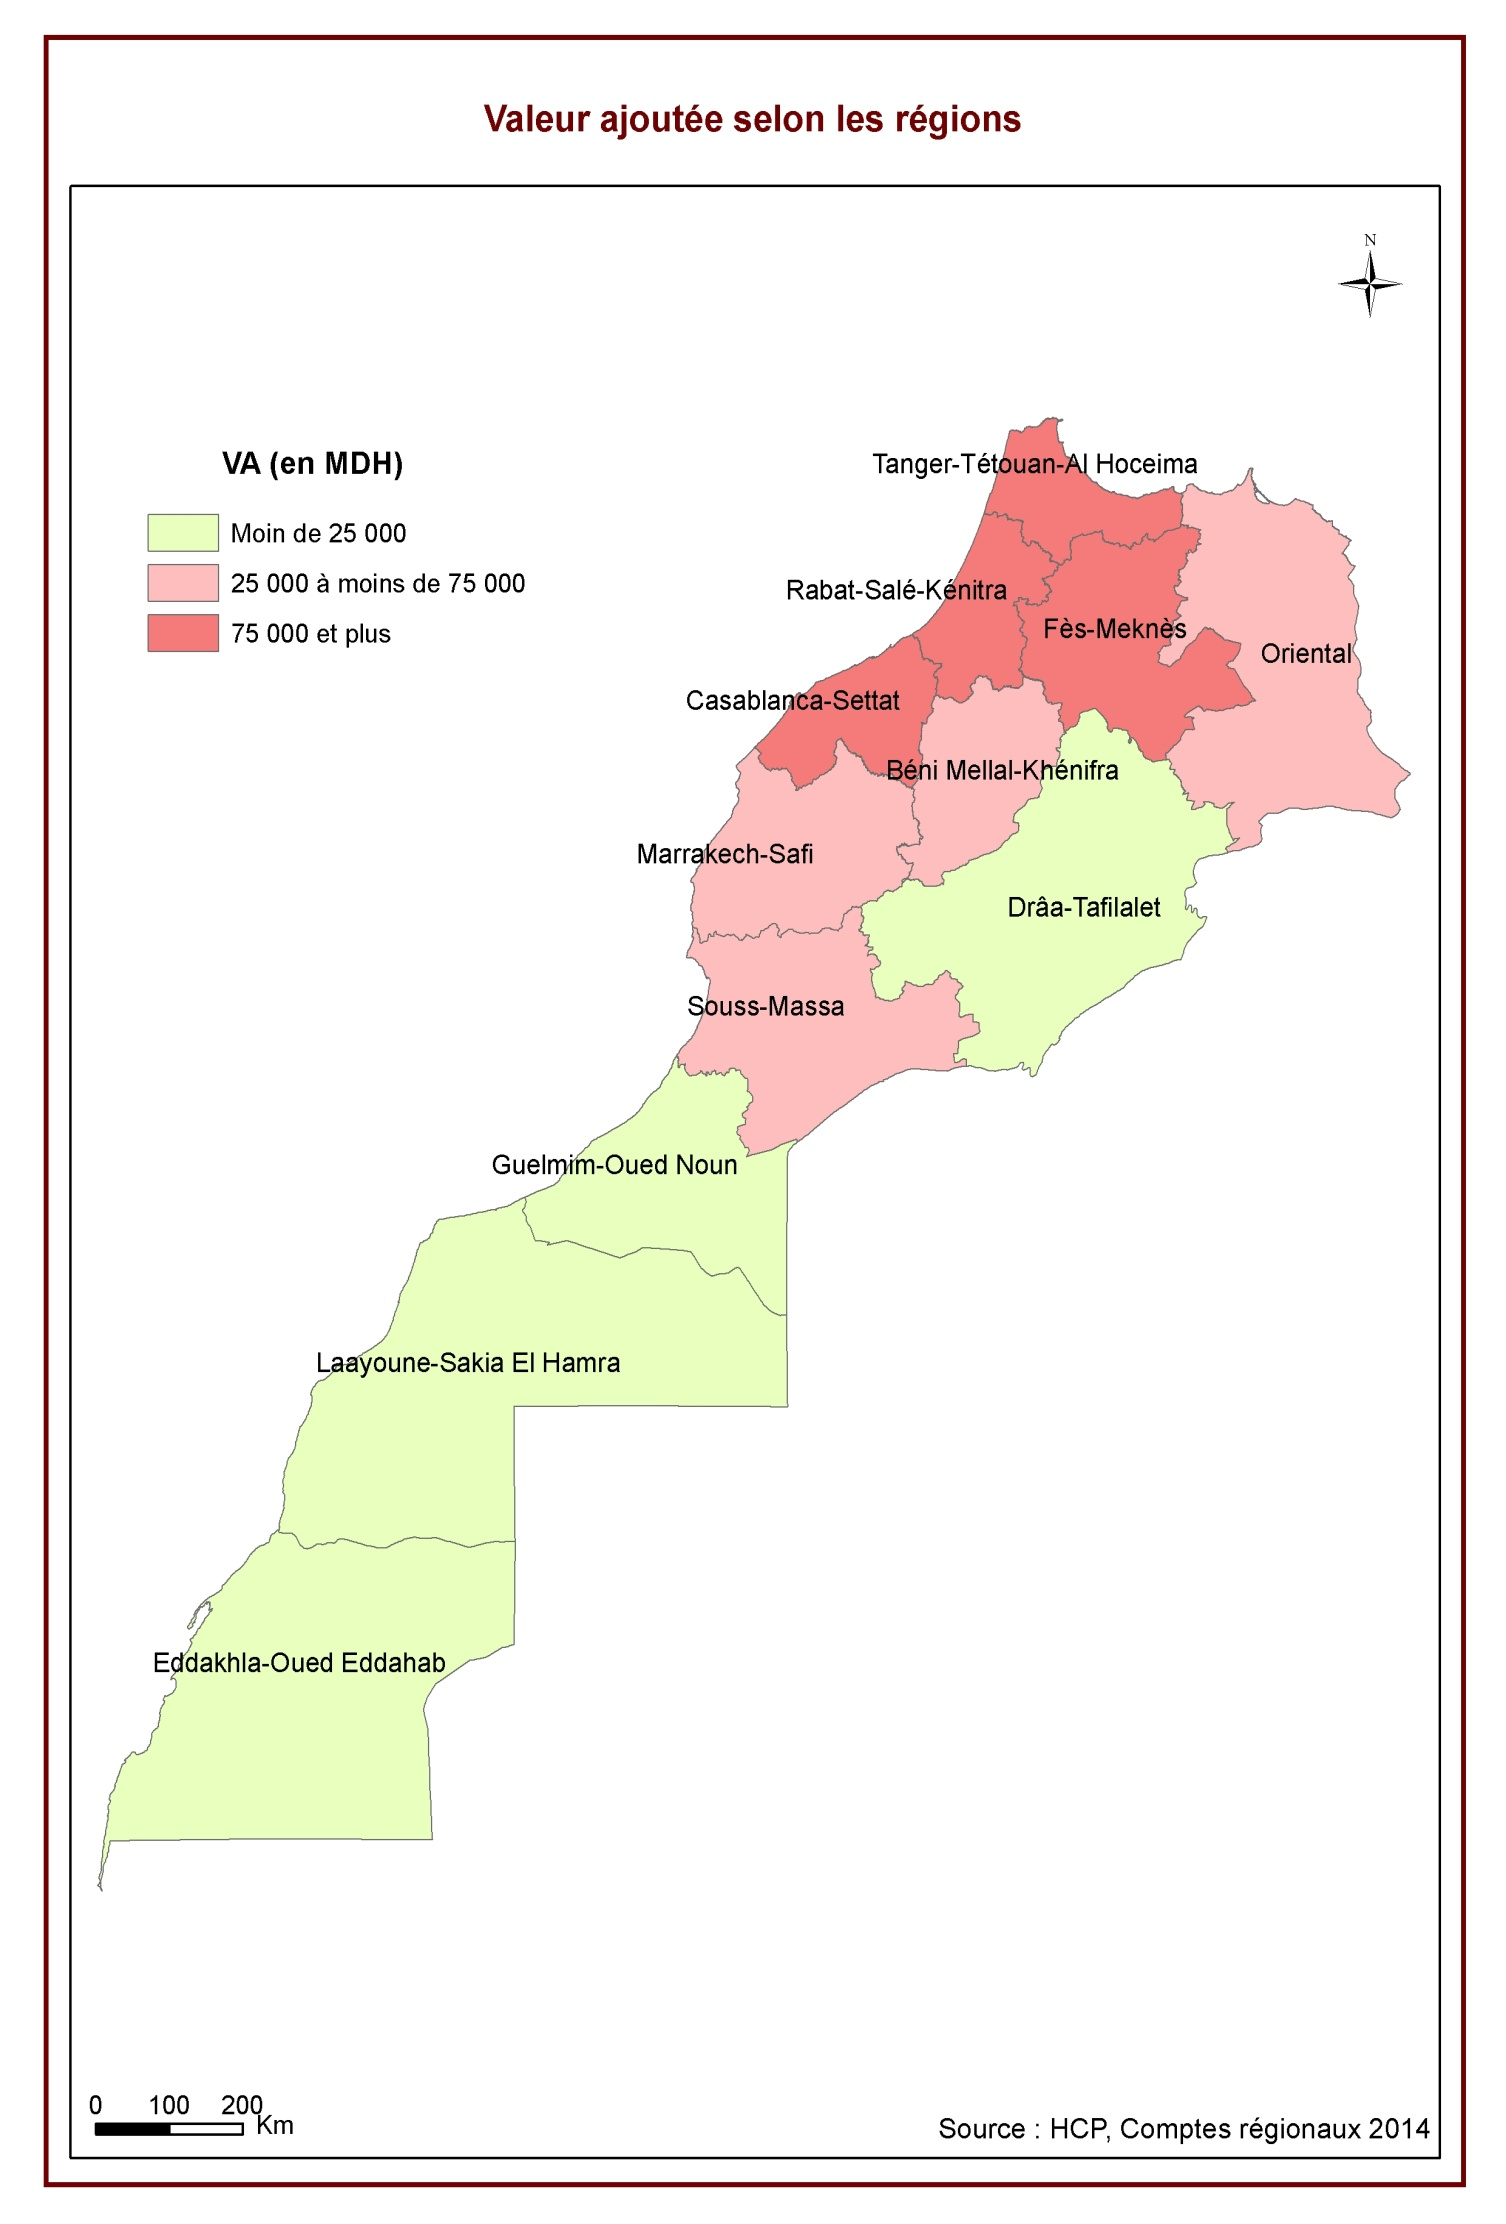 Valeur ajoutée selon les régions
N
VA (en MDH)
Moin de 25 000
25 000 à moins de 75 000
75 000 et plus
Tanger-Tétouan-Al Hoceima
Rabat-Salé-Kénitra
Fès-Meknès
Oriental
Casablanca-Settat
Béni Mellal-Khénifra
Marrakech-Safi
Drâa-Tafilalet
Souss-Massa
Guelmim-Oued Noun
Laayoune-Sakia El Hamra
Eddakhla-Oued Eddahab
0 100 200
Km
Source : HCP, Comptes régionaux 2014